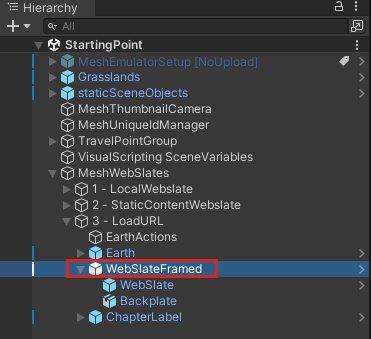 Hierarchy
All
StartingPoint
MeshEmulatorSetup [NoUpload]
Grasslands
staticSceneObjects
MeshThumbnailCamera
MeshUniqueIdManager
TravelPointGroup
VisualScripting SceneVariables
MeshWebSlates
1 - LocalWebslate
2 - StaticContentWebslate
3 - LoadURL
EarthActions
Earth
WebSlateFramed
WebSlate
Backplate
ChapterLabel